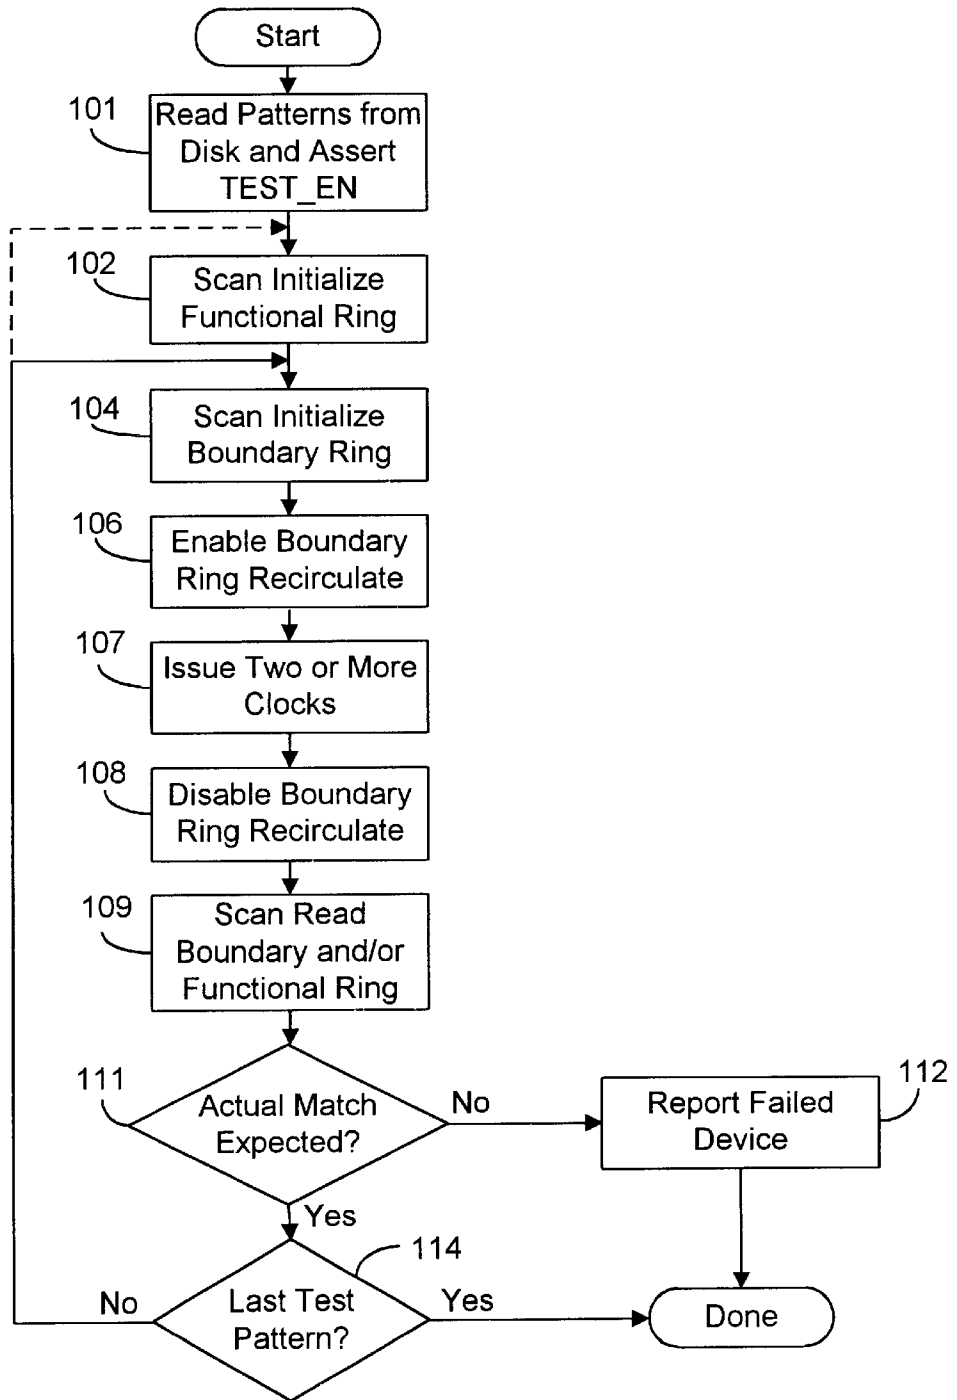 Start
101
Read Patterns from
Disk and Assert
TEST_EN
102
Scan Initialize
Functional Ring
104
Scan Initialize
Boundary Ring
106
Enable Boundary
Ring Recirculate
107
Issue Two or More
Clocks
108
Disable Boundary
Ring Recirculate
109
Scan Read
Boundary and/or
Functional Ring
111
Actual Match
Expected?
No
Report Failed
Device
112
Yes
114
No
Last Test
Pattern?
Yes
Done